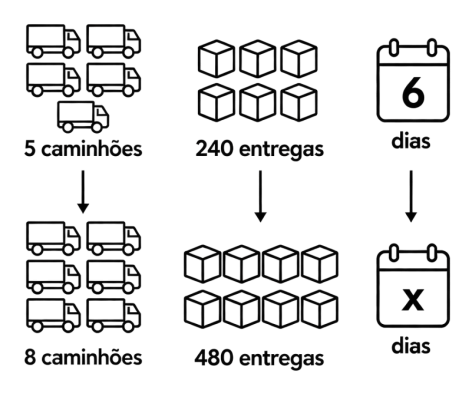 5 caminhões
240 entregas
6
dias
8 caminhões
480 entregas
x
dias